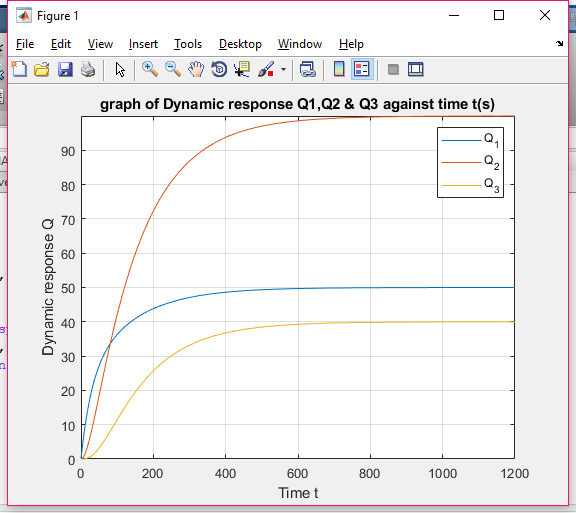 Figure 1
File Edit View Insert Tools Desktop Window Help
graph of Dynamic response Q1,Q2 & Q3 against time t(s)
Q1
Q2
Q3
90
80
70
60
50
40
30
20
10
0
Dynamic response Q
0 200 400 600 800 1000 1200
Time t